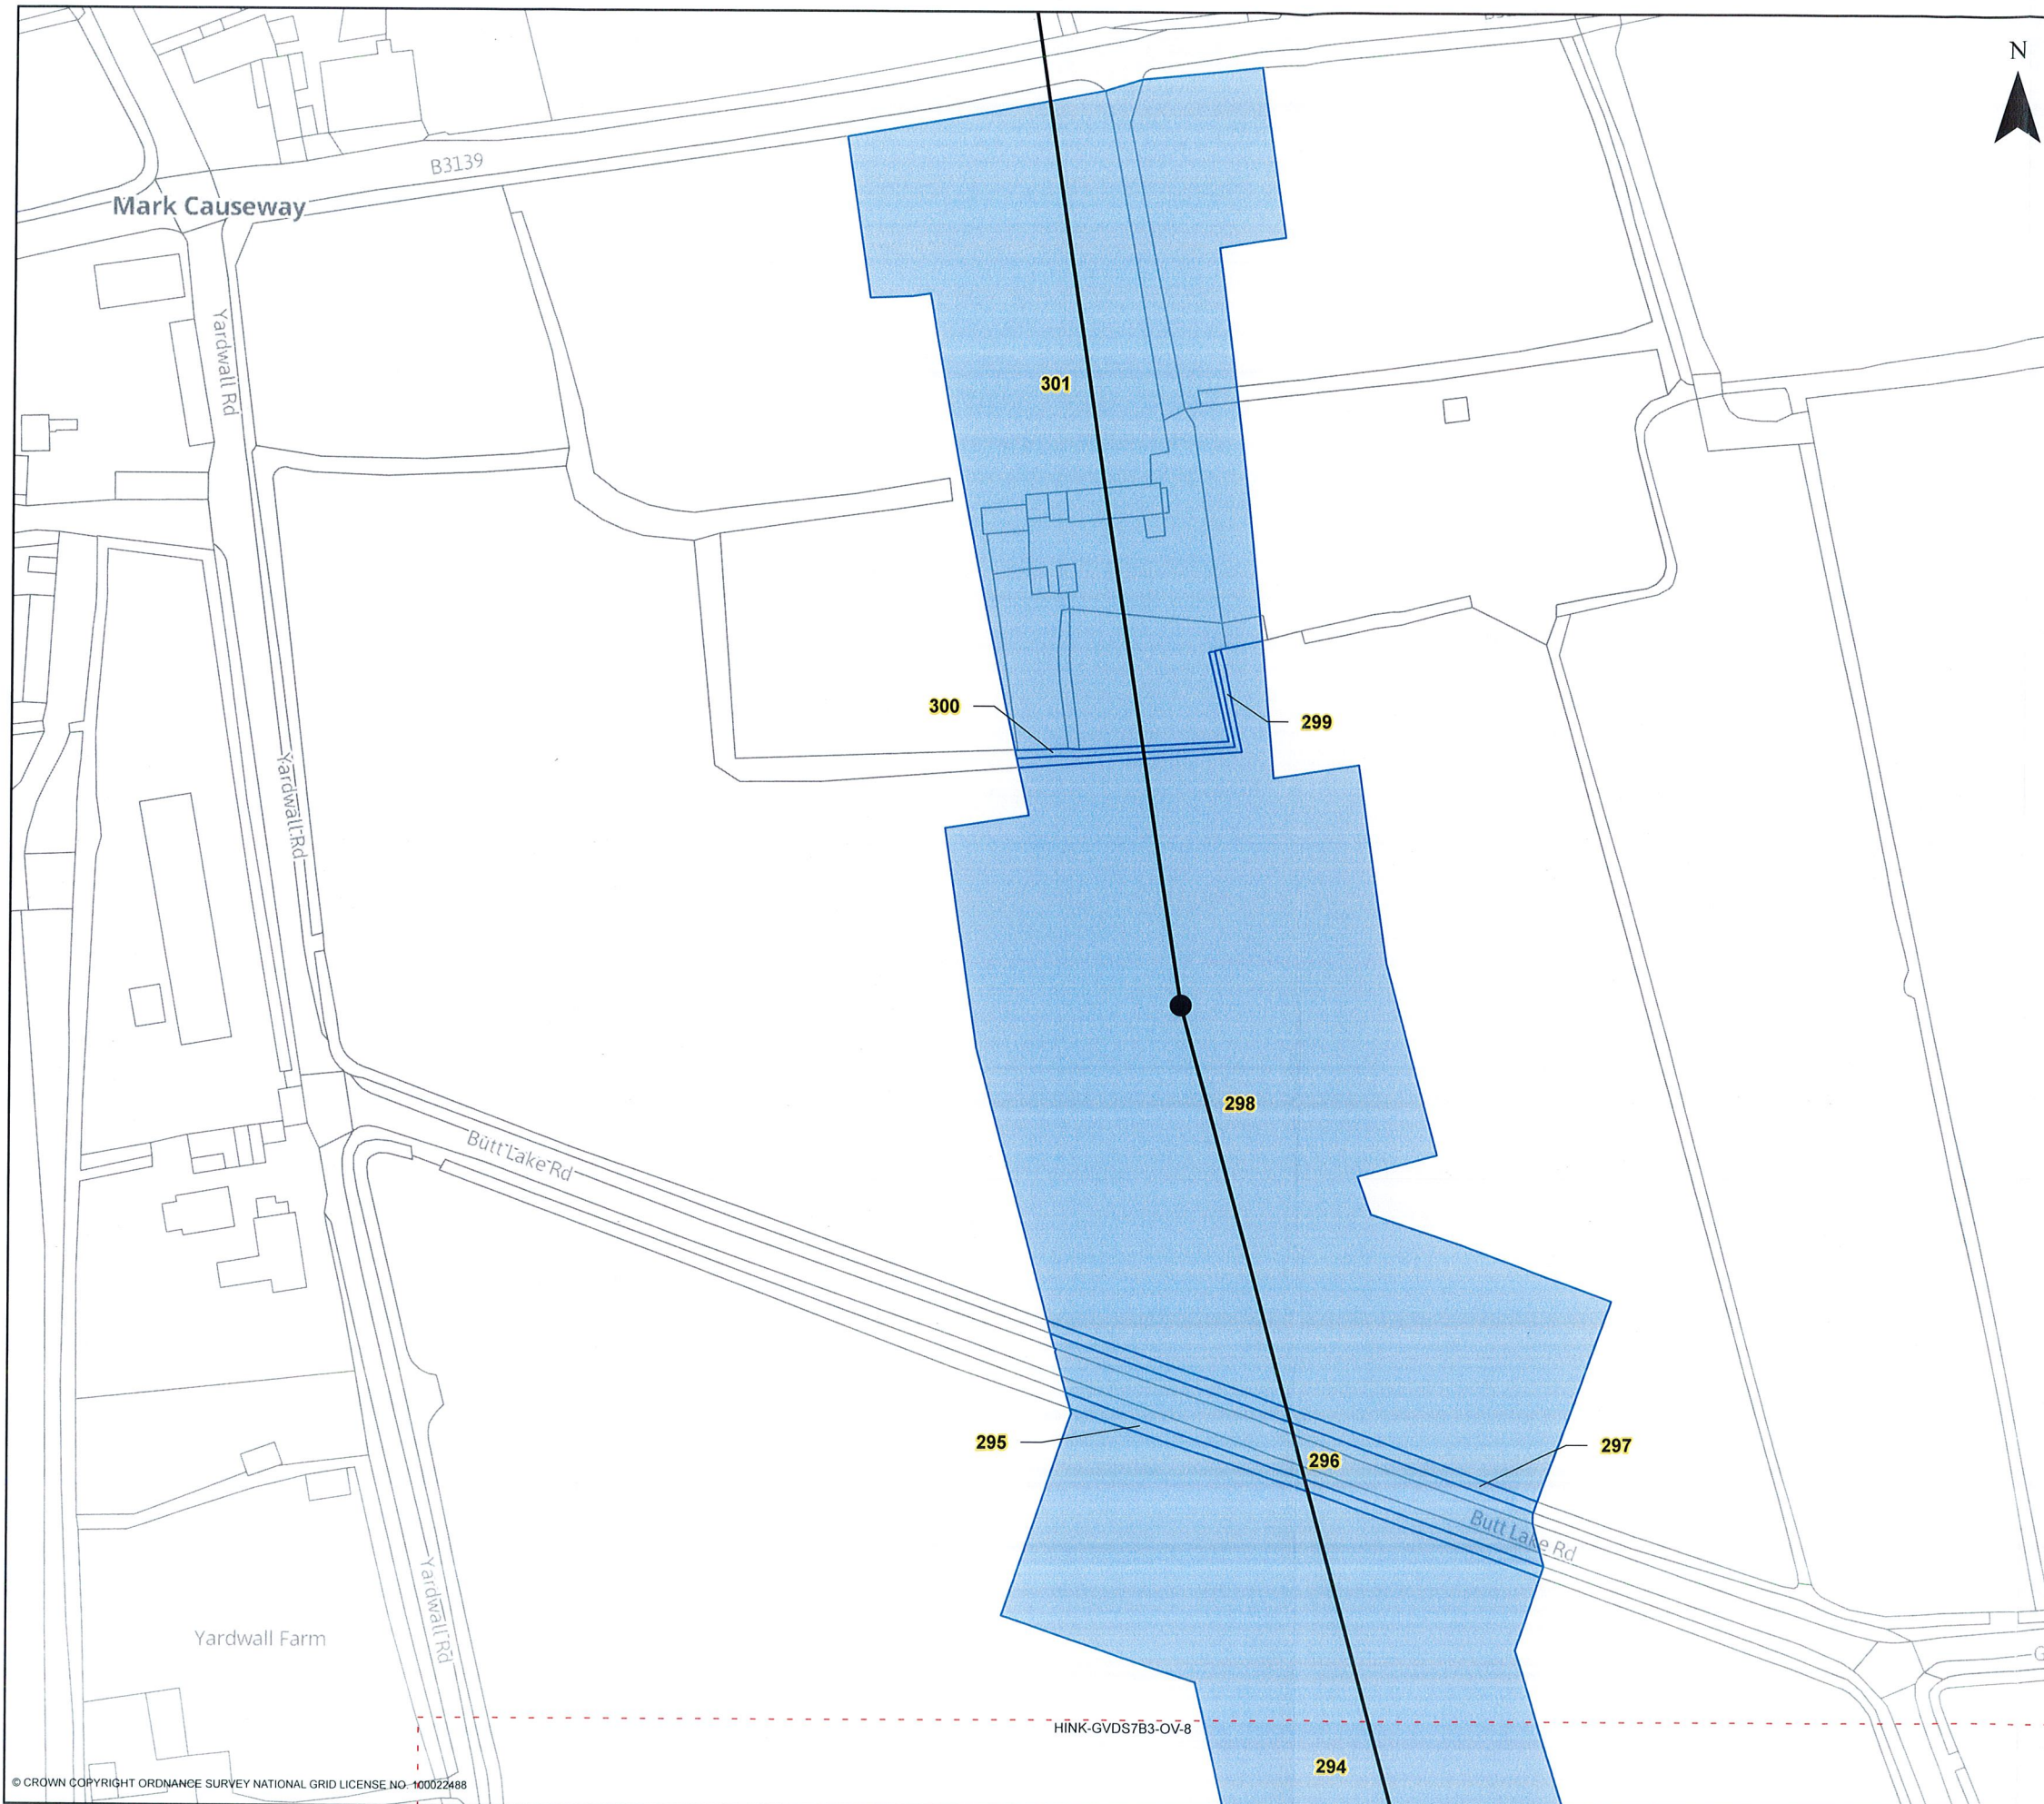 N
B3139
Mark Causeway
Yardwall Rd
301
300
299
Yardwall Rd
298
Butt Lake Rd
295
296
297
Butt Lake Rd
Yardwall Rd
Yardwall Farm
HINK-GVDS7B3-OV-8
294
© CROWN COPYRIGHT ORDNANCE SURVEY NATIONAL GRID LICENSE NO. 100022488